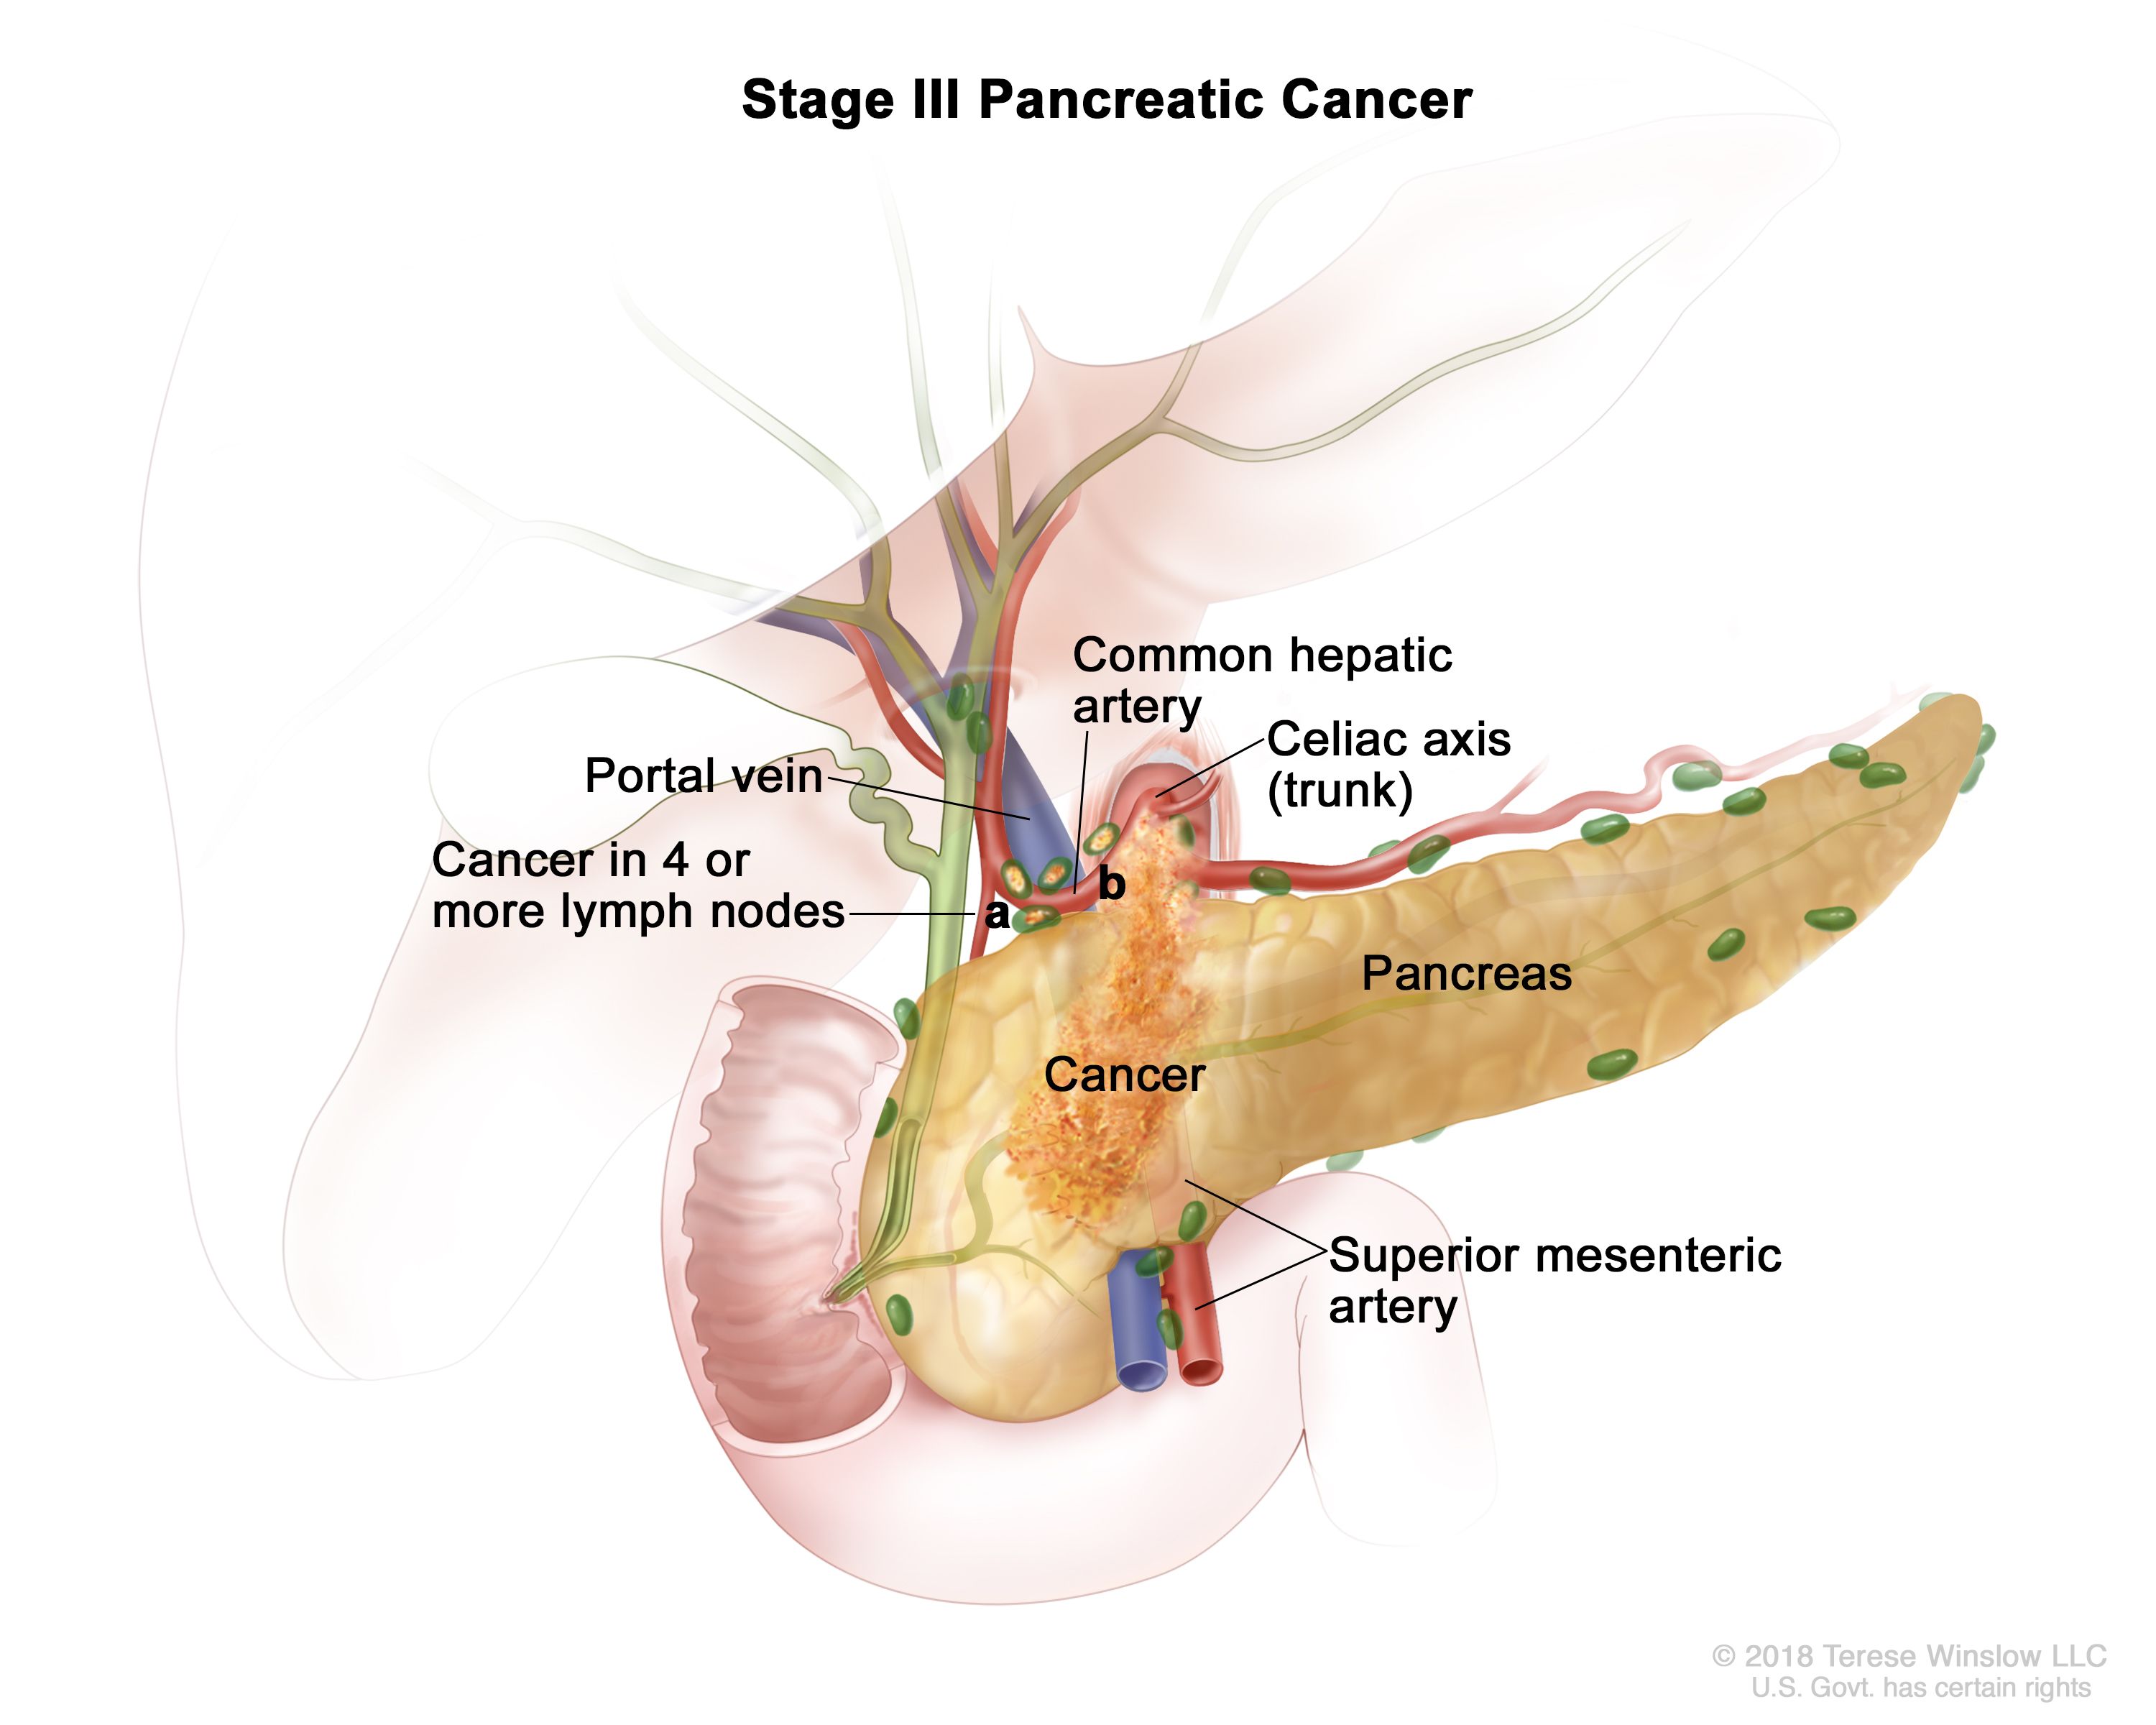 Stage III Pancreatic Cancer
Common hepatic
artery
Celiac axis
(trunk)
Portal vein
Cancer in 4 or
more lymph nodes
a
b
Pancreas
Cancer
Superior mesenteric
artery
© 2018 Terese Winslow LLC
U.S. Govt. has certain rights